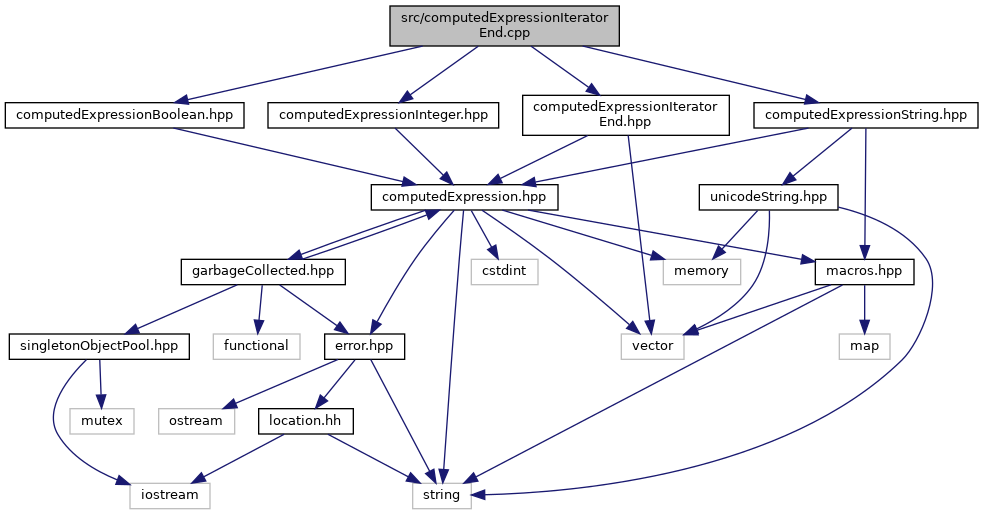 src/computedExpressionIterator
End.cpp
computedExpressionBoolean.hpp
computedExpressionInteger.hpp
computedExpressionIterator
End.hpp
computedExpressionString.hpp
computedExpression.hpp
unicodeString.hpp
garbageCollected.hpp
cstdint
memory
macros.hpp
singletonObjectPool.hpp
functional
error.hpp
vector
map
mutex
ostream
location.hh
iostream
string